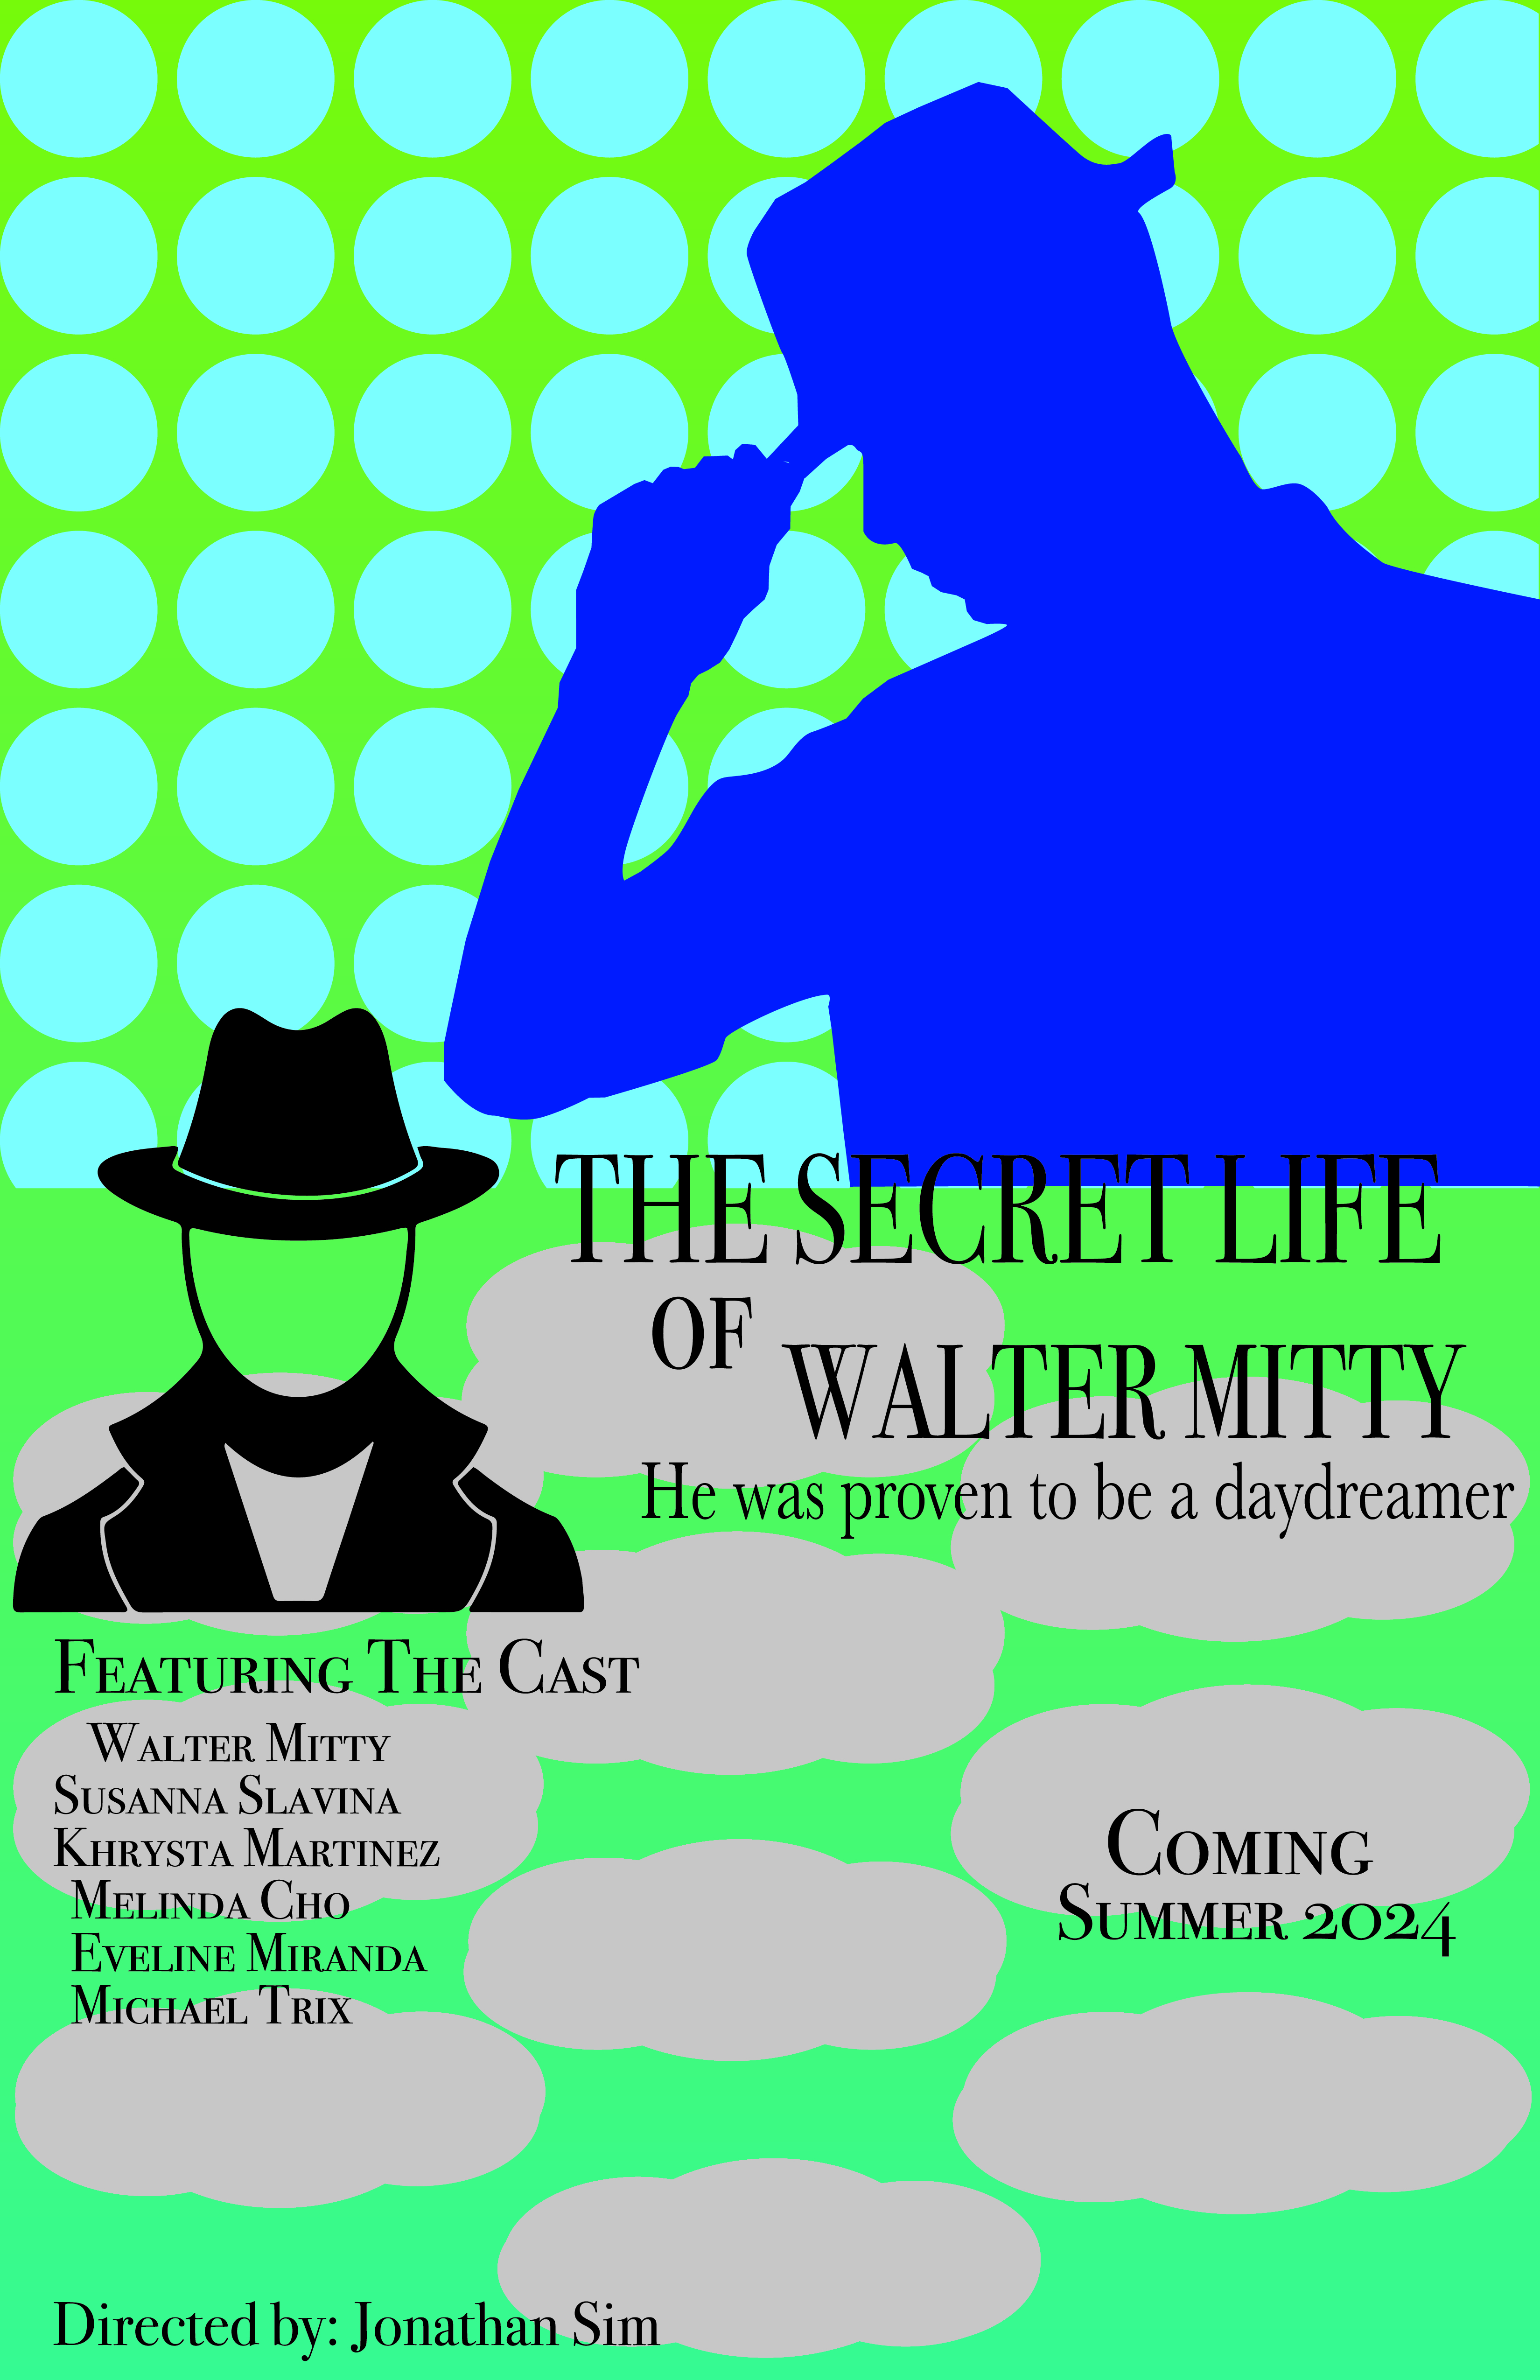 THE SECRET LIFE
OF
WALTER MITTY
He was proven to be a daydreamer
Featuring The Cast
Walter Mitty
Susanna Slavina
Khrysta Martinez
Melinda Cho
Eveline Miranda
Michael Trix
Coming
Summer 2024
Directed by: Jonathan Sim